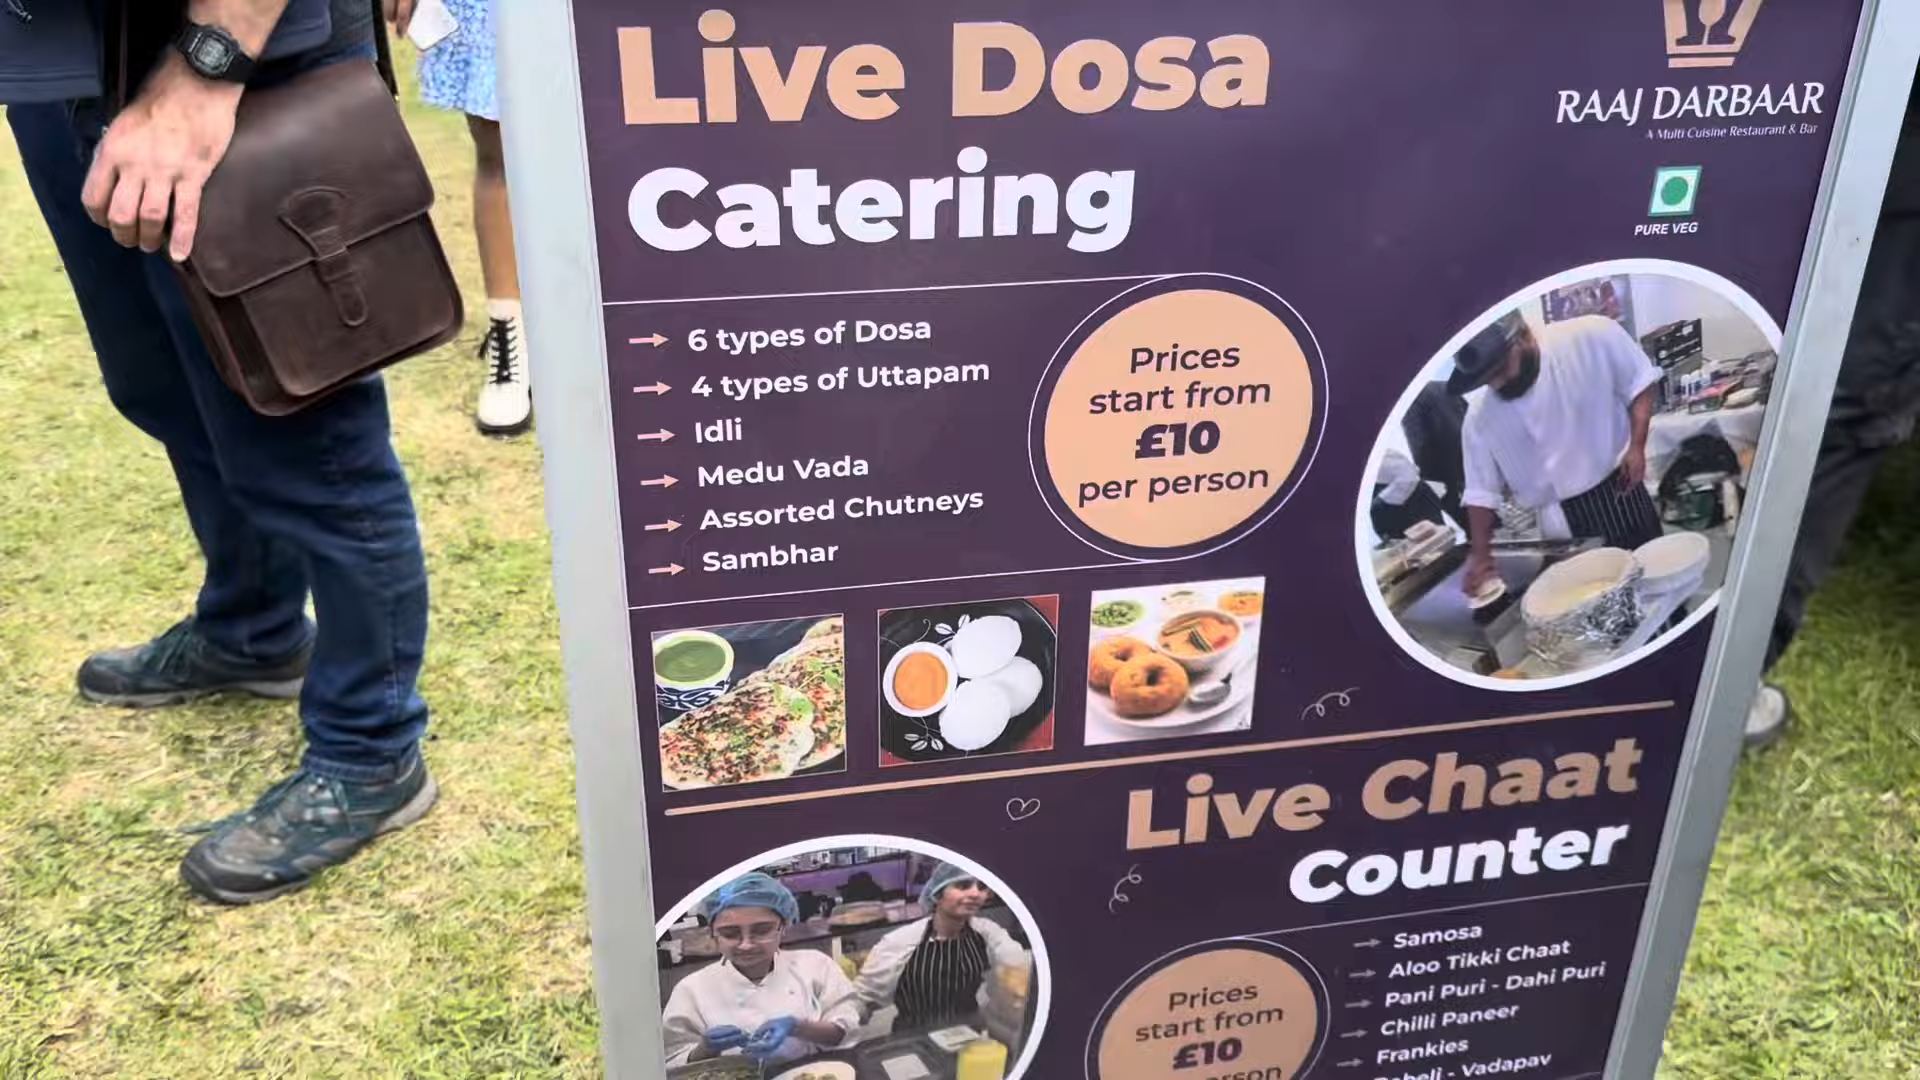 Live Dosa
Catering
RAAJ DARBAAR
A Multi Cuisine Restaurant & Bar
PURE VEG
→ 6 types of Dosa
→ 4 types of Uttapam
→ Idli
→ Medu Vada
→ Assorted Chutneys
→ Sambhar
Prices
start from
£10
per person
Live Chaat
Counter
Prices
start from
£10
→ Samosa
→ Aloo Tikki Chaat
→ Pani Puri - Dahi Puri
→ Chilli Paneer
→ Frankies
Vadapav